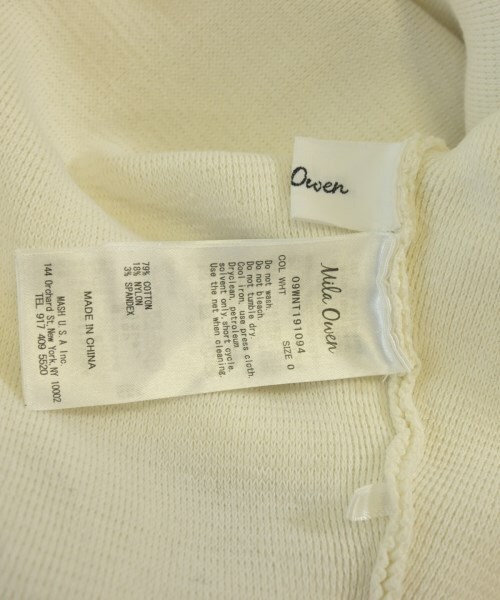 Owen
Mila Owen
09WNT191094
COL WHT SIZE 0
Do not wash.
Do not bleach.
Do not tumble dry
Cool iron, use press cloth
Dryclean, petroleum
solvent only, short cycle.
Use the net when cleaning.
79% COTTON
18% NYLON
3% SPANDEX
MADE IN CHINA
MASH U S A Inc
144 Orchard St. New York, NY 10002
TEL 917 409 5520